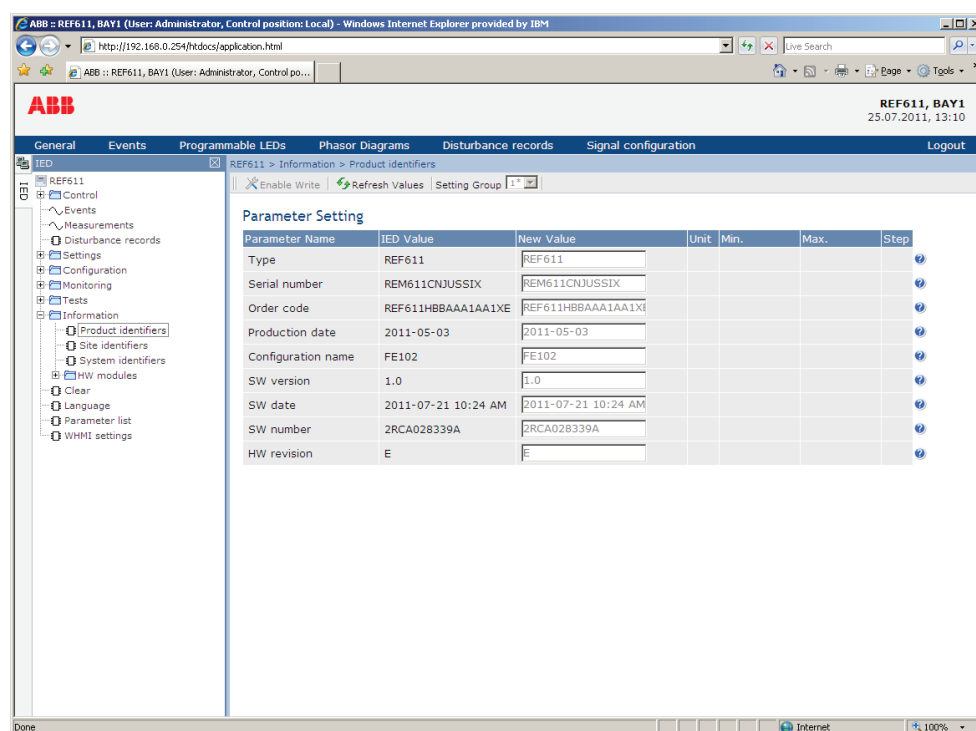 ABB :: REF611, BAY1 (User: Administrator, Control position: Local) - Windows Internet Explorer provided by IBM
http://192.168.0.254/htdocs/application.html
Live Search
ABB :: REF611, BAY1 (User: Administrator, Control po...
Page
Tools
ABB
REF611, BAY1
25.07.2011, 13:10
General Events Programmable LEDs Phasor Diagrams Disturbance records Signal configuration Logout
IED
IED
REF611
Control
Events
Measurements
Disturbance records
Settings
Configuration
Monitoring
Tests
Information
Product identifiers
Site identifiers
System identifiers
HW modules
Clear
Language
Parameter list
WHMI settings
REF611 > Information > Product identifiers
Enable Write Refresh Values Setting Group 1*
Parameter Setting
Parameter Name IED Value New Value Unit Min. Max. Step
Type REF611 REF611
Serial number REM611CNJUSSIX REM611CNJUSSIX
Order code REF611HBBAAA1AA1XE REF611HBBAAA1AA1XE
Production date 2011-05-03 2011-05-03
Configuration name FE102 FE102
SW version 1.0 1.0
SW date 2011-07-21 10:24 AM 2011-07-21 10:24 AM
SW number 2RCA028339A 2RCA028339A
HW revision E E
Done
Internet
100%